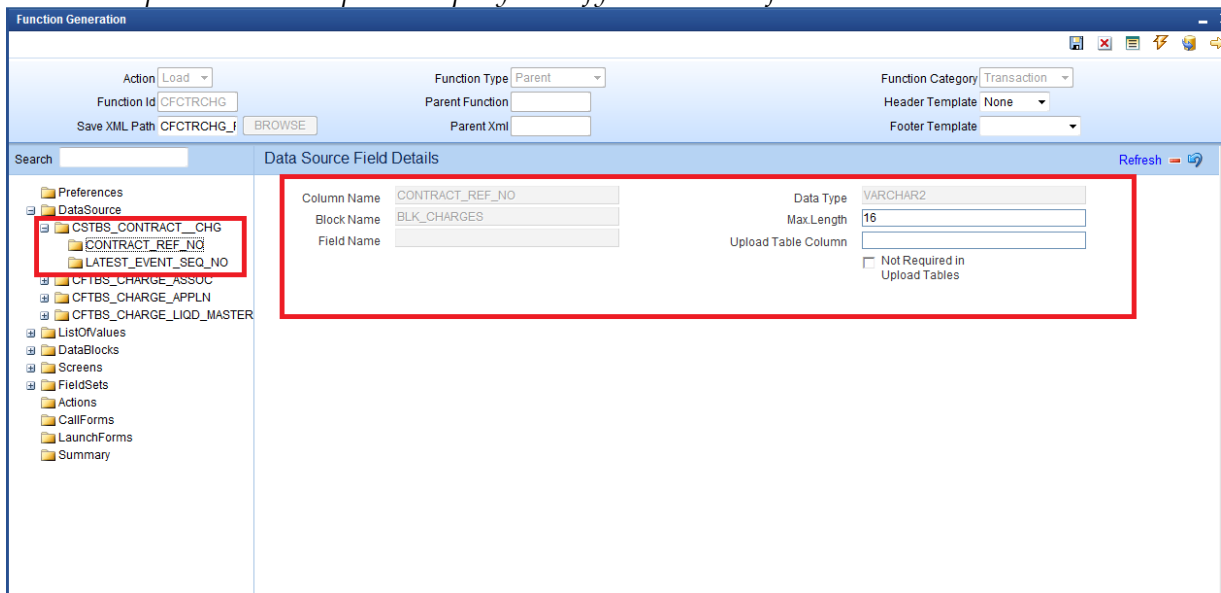 Function Generation
Action Load Function Type Parent Function Category Transaction
Function Id CFCTRCHG Parent Function Header Template None
Save XML Path CFCTRCHG_ BROWSE Parent Xml Footer Template
Search Data Source Field Details Refresh
Preferences
DataSource
CSTBS_CONTRACT__CHG
CONTRACT_REF_NO
LATEST_EVENT_SEQ_NO
CFTBS_CHARGE_ASSOC
CFTBS_CHARGE_APPLN
CFTBS_CHARGE_LIQD_MASTER
ListOfValues
DataBlocks
Screens
FieldSets
Actions
CallForms
LaunchForms
Summary
Column Name CONTRACT_REF_NO Data Type VARCHAR2
Block Name BLK_CHARGES Max.Length 16
Field Name Upload Table Column
Not Required in
Upload Tables